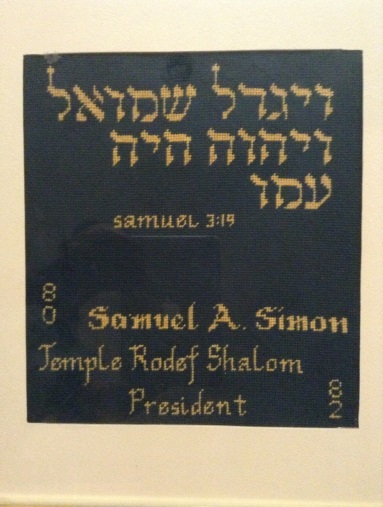 ויגדל שמואל
ויהוה היה
עמו
samuel 3:19
80
Samuel A. Simon
Temple Rodef Shalom
President
82